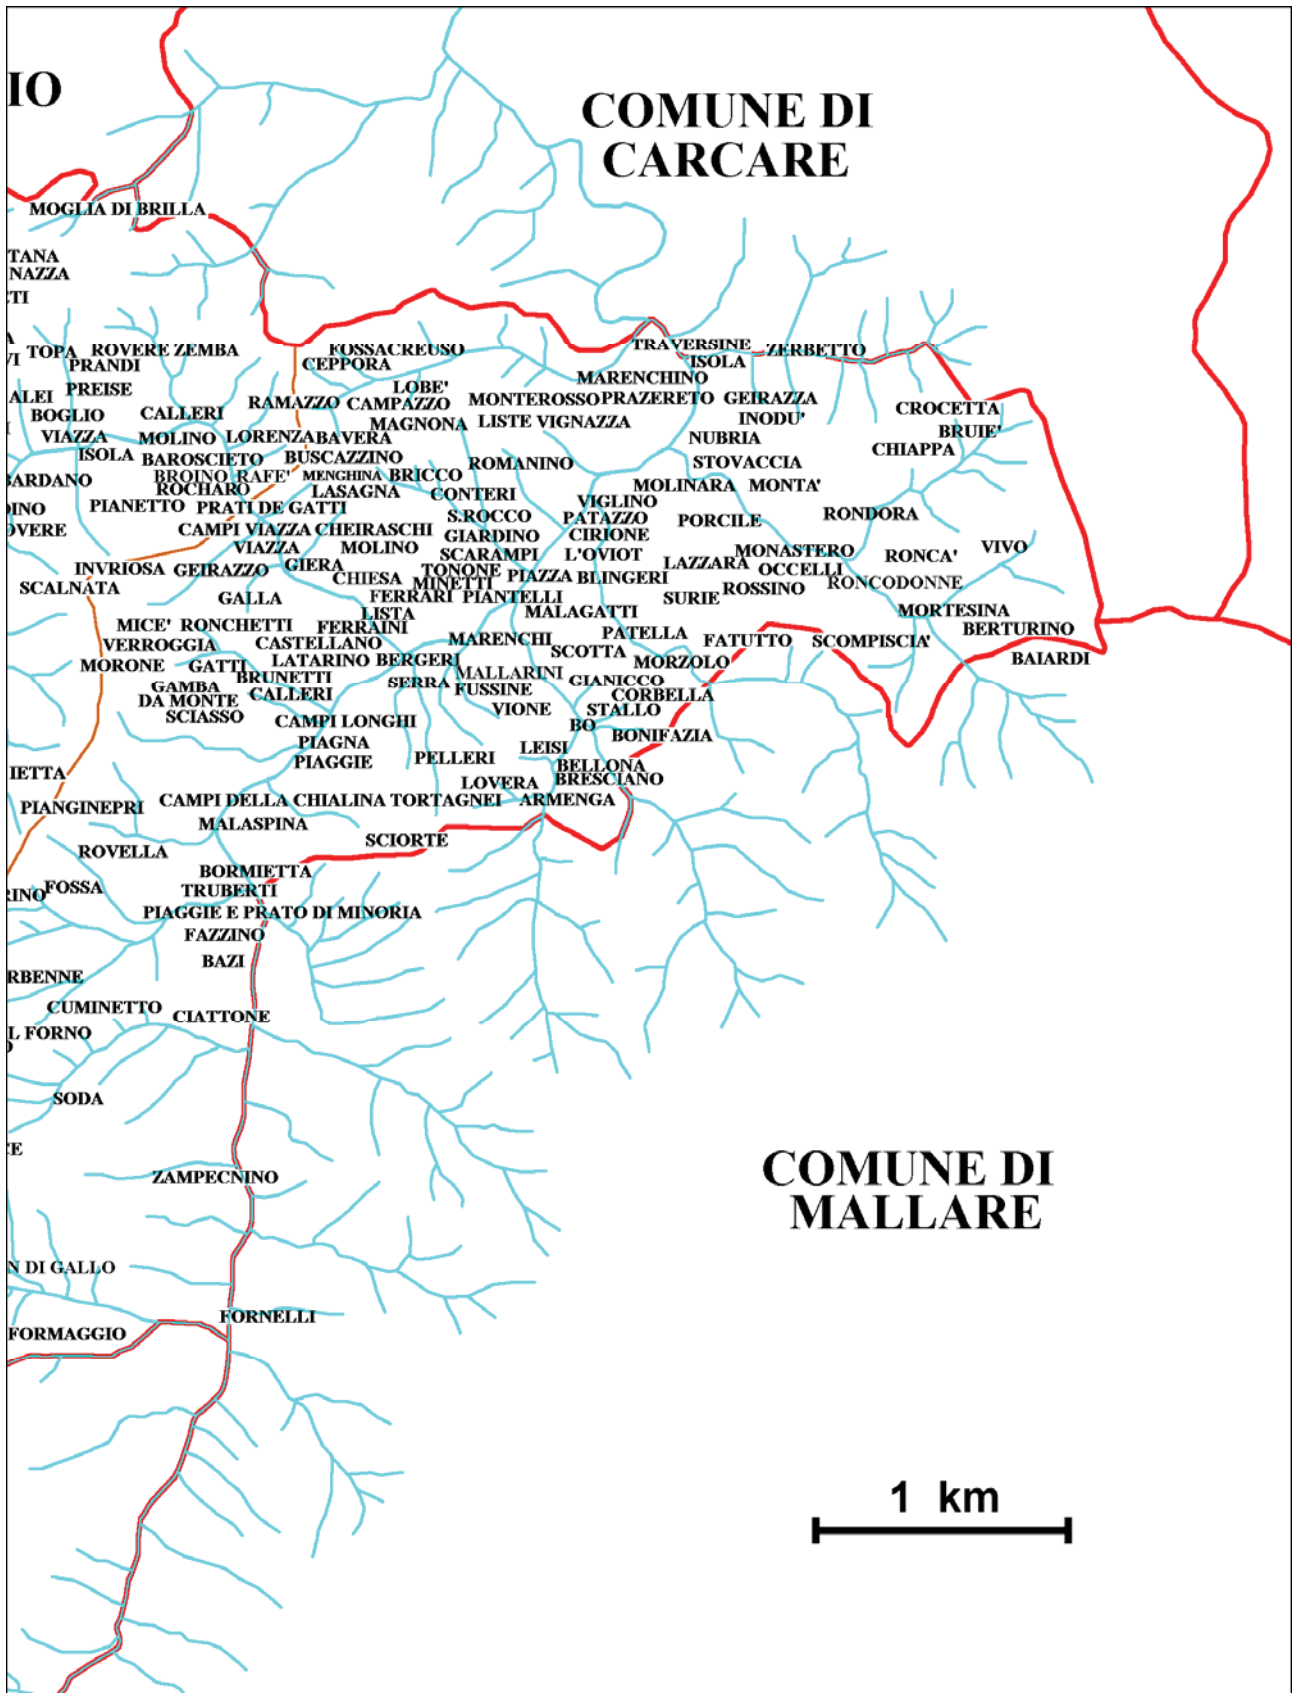 IO
COMUNE DI
CARCARE
MOGLIA DI BRILLA
TANA
NAZZA
TI
TOPA
ROVERE ZEMBA
PRANDI
PREISE
ALEI
BOGLIO
CALLERI
VIAZZA
MOLINO
LORENZA
BAVERA
ISOLA
BAROSCIETO
BUSCAZZINO
FOSSACREUSO
CEPPORA
LOBE'
RAMAZZO
CAMPAZZO
MAGNONA
TRAVERSINE
ISOLA
ZERBETTO
MARENCHINO
MONTEROSSO
PRAZERETO
GEIRAZZA
LISTE
VIGNAZZA
INODU'
CROCETTA
BRUIE'
CHIAPPA
NUBRIA
STOVACCIA
ROMANINO
BARDANO
BROINO
RAFE'
MENGHINA
BRICCO
ROCHARO
LASAGNA
CONTERI
MOLINARA
MONTA'
VIGLINO
PIANETTO
PRATI DE GATTI
S.ROCCO
PATAZZO
PORCILE
RONDORA
DINO
OVERE
CAMPI VIAZZA
CHEIRASCHI
GIARDINO
CIRIONE
VIAZZA
MOLINO
SCARAMPI
L'OVIOT
LAZZARA
MONASTERO
OCCELLI
RONCA'
VIVO
INVRIOSA
GEIRAZZO
GIERA
CHIESA
TONONE
MINETTI
PIAZZA
BLINGERI
ROSSINO
RONCODONNE
SCALNATA
GALLA
FERRARI
PIANTELLI
SURIE
LISTA
MALAGATTI
MORTESINA
MICE'
RONCHETTI
FERRAINI
BERTURINO
VERROGGIA
CASTELLANO
MARENCHI
SCOTTA
PATELLA
FATUTTO
SCOMPISCIA'
BAIARDI
MORONE
GATTI
LATARINO
BERGERI
MALLARINI
MORZOLO
BRUNETTI
SERRA
FUSSINE
GIANICCO
GAMBA
CALLERI
CORBELLA
DA MONTE
VIONE
STALLO
SCIASSO
CAMPI LONGHI
BO
PIAGNA
LEISI
BONIFAZIA
PIAGGIE
PELLERI
BELLONA
IETTA
LOVERA
BRESCIANO
PIANGINEPRI
CAMPI DELLA CHIALINA
TORTAGNEI
ARMENGA
MALASPINA
SCIORTE
ROVELLA
BORMIETTA
RINO
FOSSA
TRUBERTI
PIAGGIE E PRATO DI MINORIA
FAZZINO
BAZI
RBENNE
CUMINETTO
CIATTONE
L FORNO
SODA
ZAMPECNINO
COMUNE DI
MALLARE
N DI GALLO
FORNELLI
FORMAGGIO
1 km